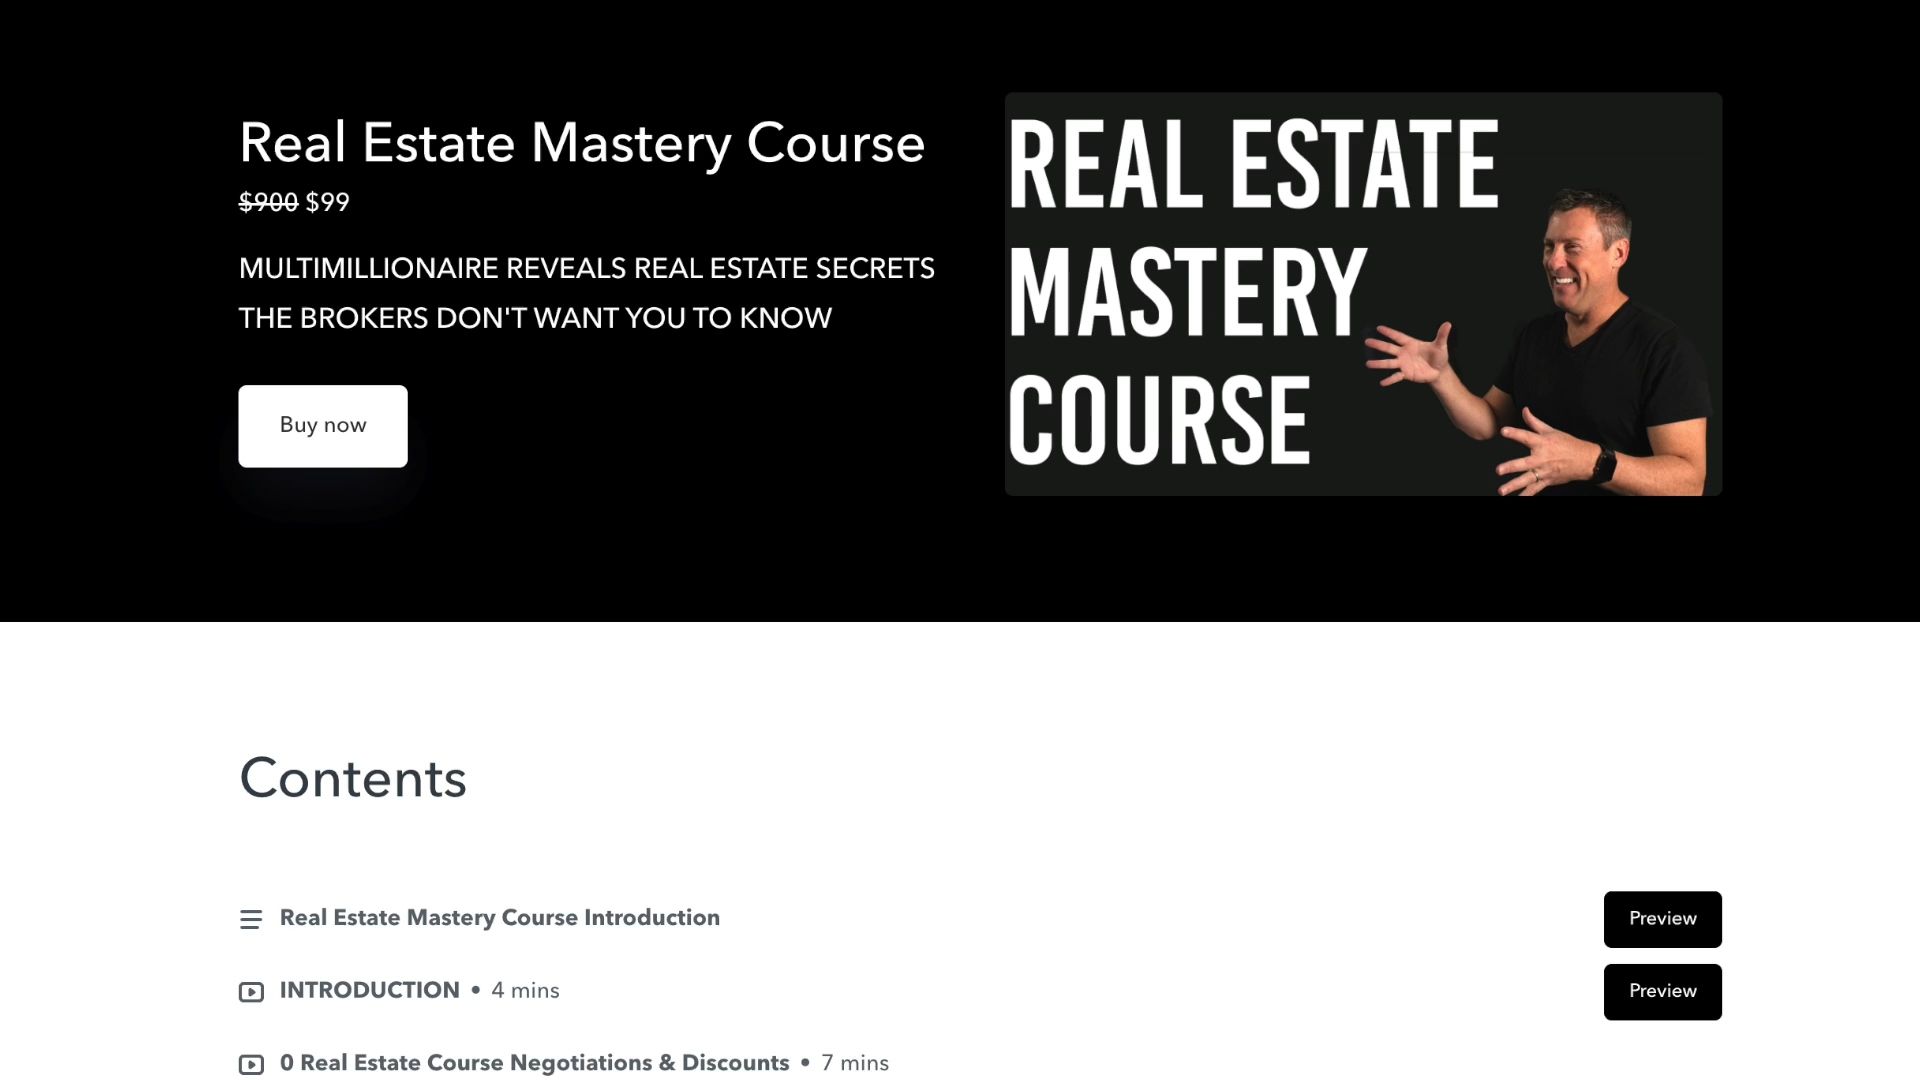 Real Estate Mastery Course
$900 $99
MULTIMILLIONAIRE REVEALS REAL ESTATE SECRETS
THE BROKERS DON'T WANT YOU TO KNOW
Buy now
REAL ESTATE
MASTERY
COURSE
Contents
Real Estate Mastery Course Introduction
Preview
INTRODUCTION • 4 mins
Preview
0 Real Estate Course Negotiations & Discounts • 7 mins